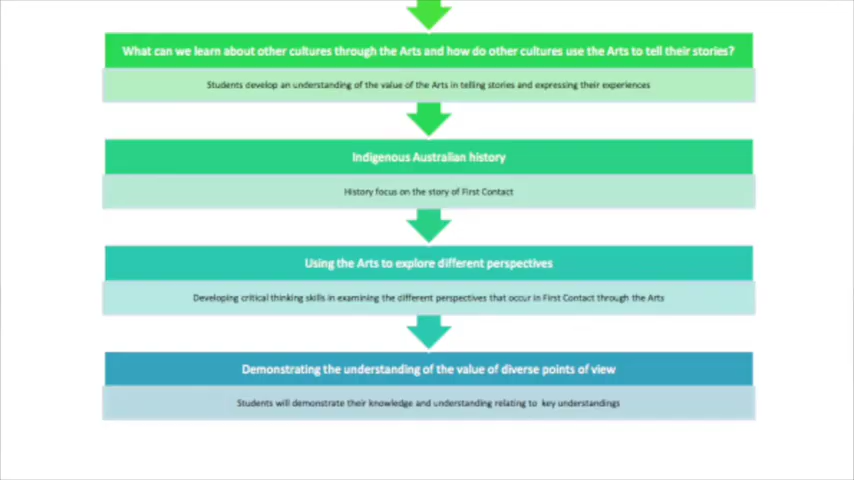 What can we learn about other cultures through the Arts and how do other cultures use the Arts to tell their stories?
Students develop an understanding of the value of the Arts in telling stories and expressing their experiences
Indigenous Australian history
History focus on the story of First Contact
Using the Arts to explore different perspectives
Developing critical thinking skills in examining the different perspectives that occur in First Contact through the Arts
Demonstrating the understanding of the value of diverse points of view
Students will demonstrate their knowledge and understanding relating to key understandings